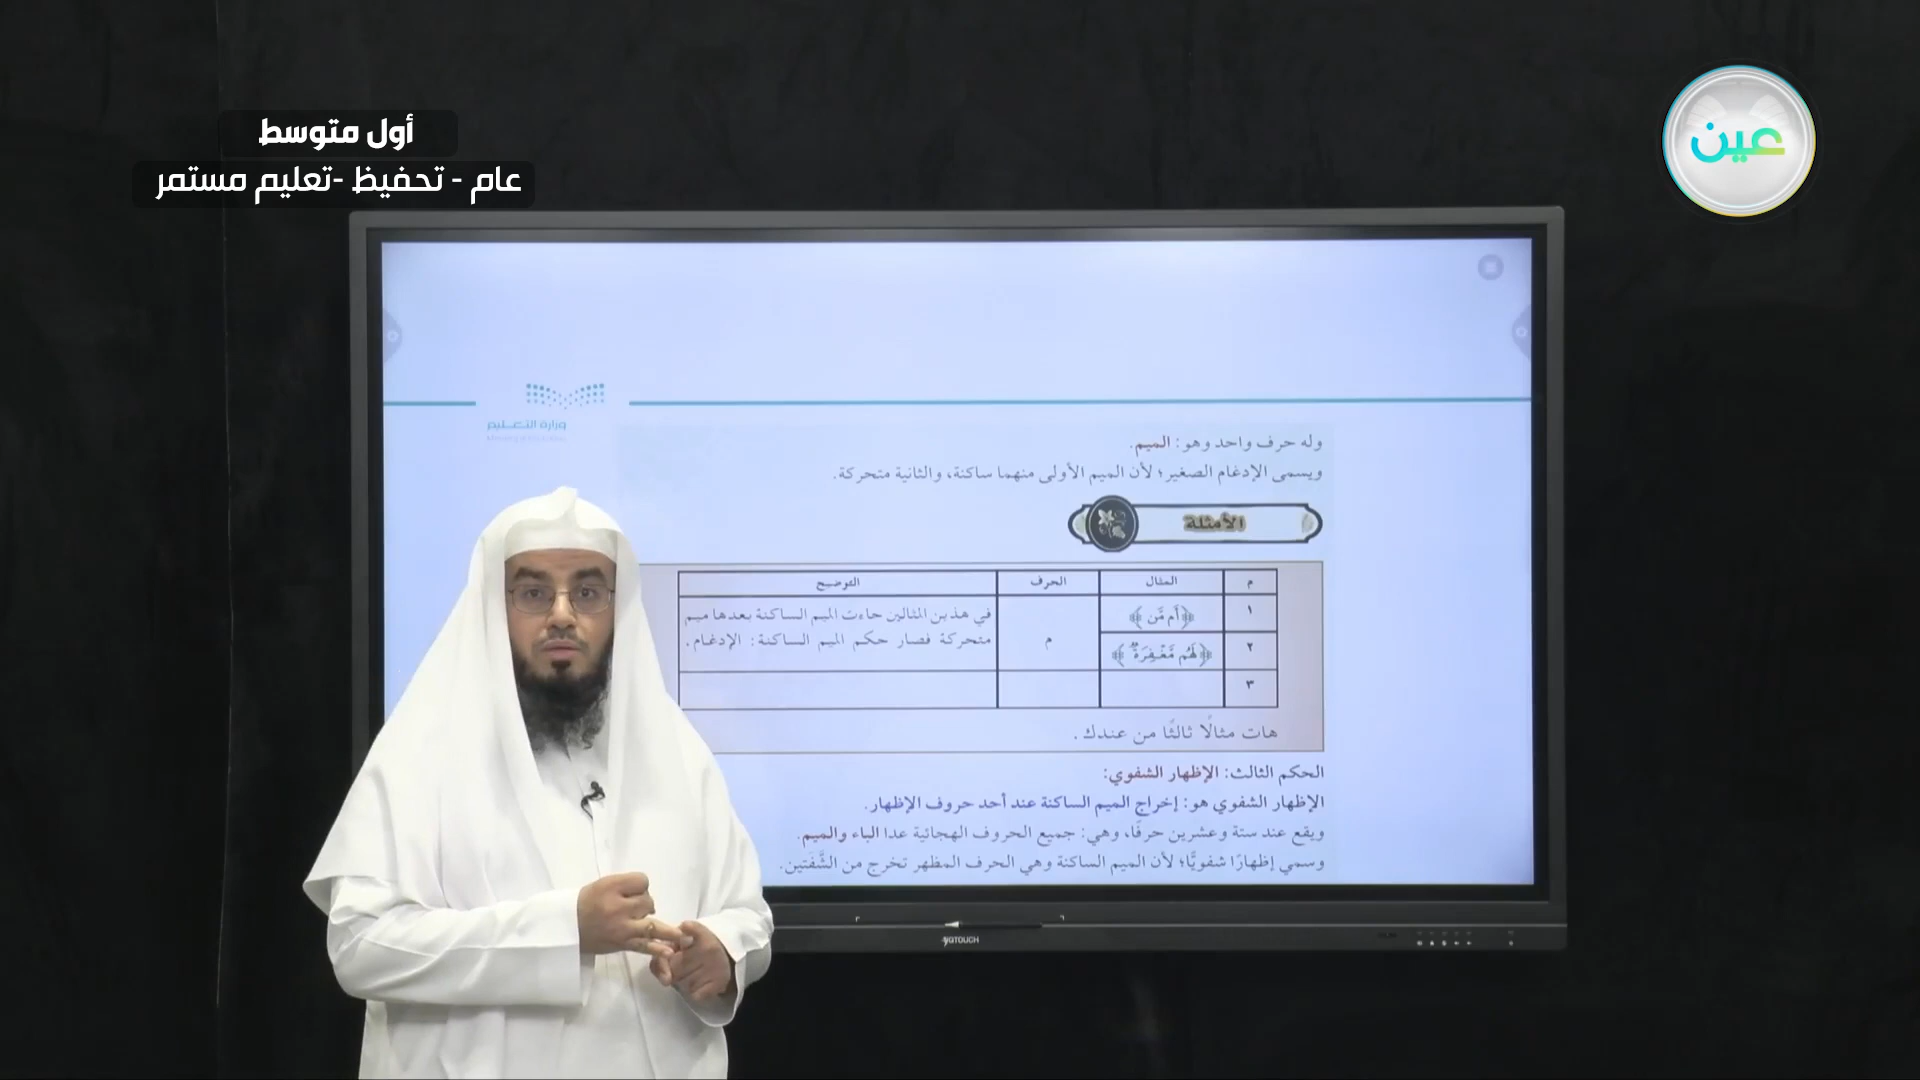 أول متوسط
عام - تحفيظ -تعليم مستمر
عين
وزارة التعليم
وله حرف واحد وهو: الميم.
ويسمى الإدغام الصغير؛ لأن الميم الأولى منهما ساكنة، والثانية متحركة.
الأمثلة
م المثال الحرف التوضيح
١ ﴿أَم مَّن﴾ م في هذين المثالين جاءت الميم الساكنة بعدها ميم
٢ ﴿لَهُم مَّغْفِرَةٌ﴾ متحركة فصار حكم الميم الساكنة: الإدغام.
٣
هات مثالًا ثالثًا من عندك.
الحكم الثالث: الإظهار الشفوي:
الإظهار الشفوي هو: إخراج الميم الساكنة عند أحد حروف الإظهار.
ويقع عند ستة وعشرين حرفًا، وهي: جميع الحروف الهجائية عدا الباء والميم.
وسمي إظهارًا شفويًّا؛ لأن الميم الساكنة وهي الحرف المظهر تخرج من الشَّفَتين.
TOUCH